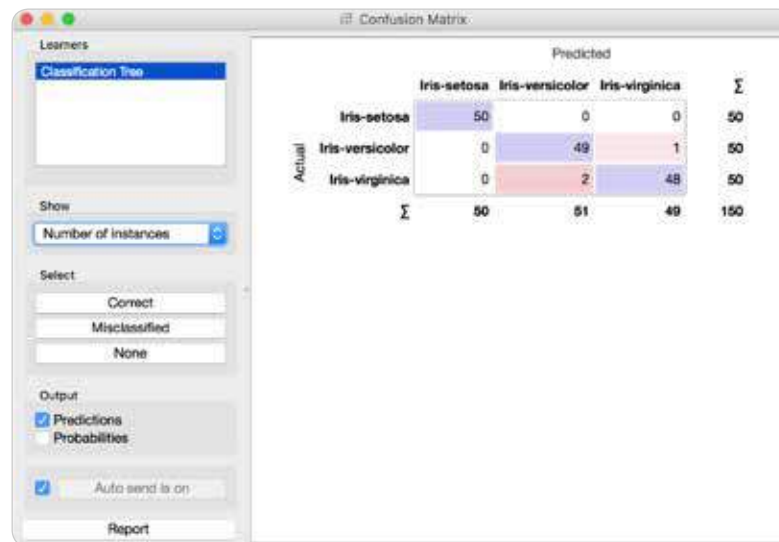 Confusion Matrix
Learners
Classification Tree
Show
Number of instances
Select
Correct
Misclassified
None
Output
Predictions
Probabilities
Auto send is on
Report
Predicted
Iris-setosa Iris-versicolor Iris-virginica Σ
Actual
Iris-setosa 50 0 0 50
Iris-versicolor 0 49 1 50
Iris-virginica 0 2 48 50
Σ 50 51 49 150